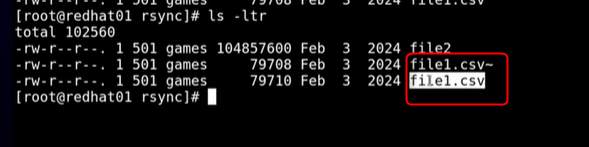 [root@redhat01 rsync]# ls -ltr
total 102560
-rw-r--r--. 1 501 games 104857600 Feb  3  2024 file2
-rw-r--r--. 1 501 games     79708 Feb  3  2024 file1.csv~
-rw-r--r--. 1 501 games     79710 Feb  3  2024 file1.csv
[root@redhat01 rsync]#